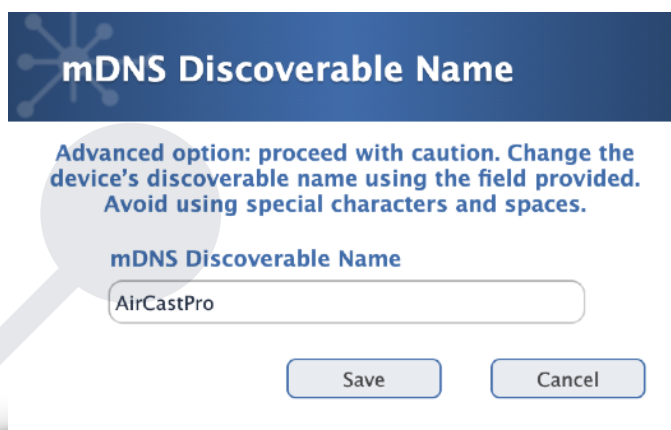 mDNS Discoverable Name
Advanced option: proceed with caution. Change the
device's discoverable name using the field provided.
Avoid using special characters and spaces.
mDNS Discoverable Name
AirCastPro
Save
Cancel